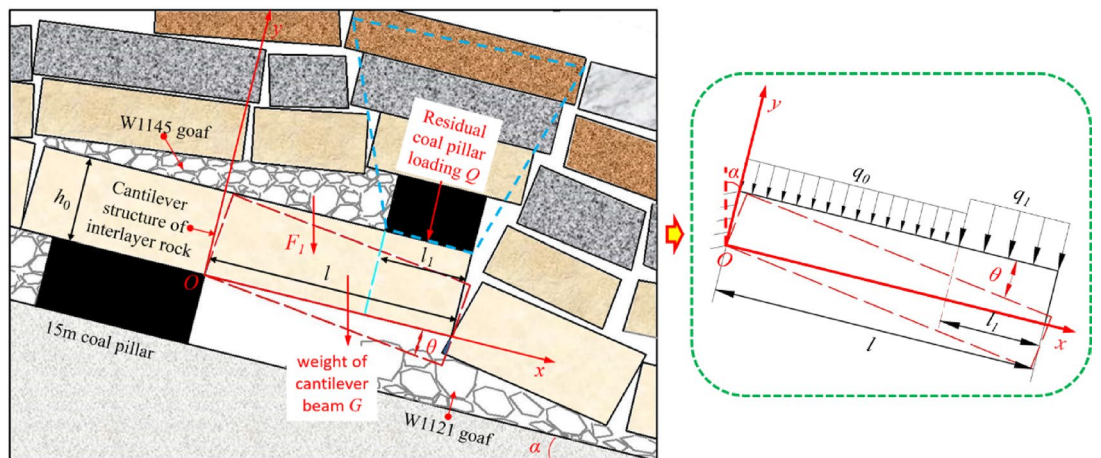 y
W1145 goaf
Residual
coal pillar
loading Q
h₀
Cantilever
structure of
interlayer rock
F₁
l₁
l
O
θ
x
15m coal pillar
weight of
cantilever
beam G
W1121 goaf
α
y
α
q₀
q₁
O
θ
l₁
x
l